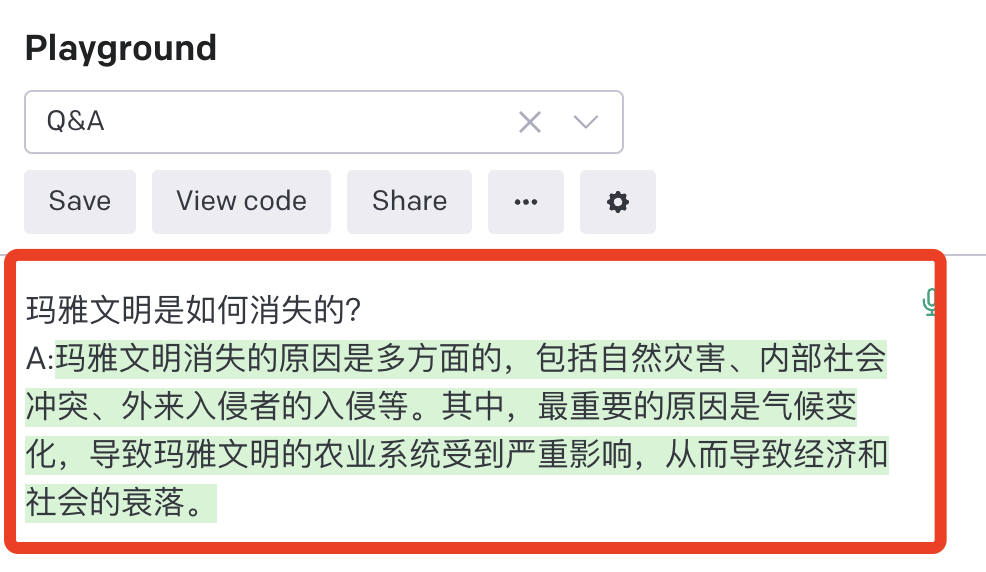 Playground
Q&A
Save View code Share ···
玛雅文明是如何消失的?
A:玛雅文明消失的原因是多方面的，包括自然灾害、内部社会
冲突、外来入侵者的入侵等。其中，最重要的原因是气候变
化，导致玛雅文明的农业系统受到严重影响，从而导致经济和
社会的衰落。